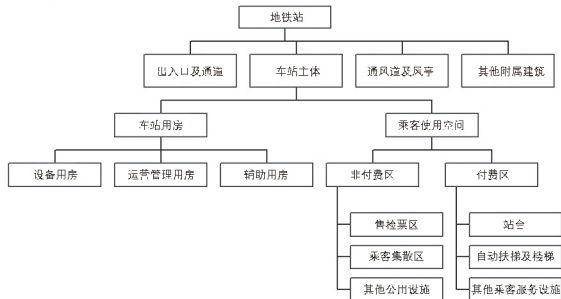 地铁站
出入口及通道
车站主体
通风道及风亭
其他附属建筑
车站用房
乘客使用空间
设备用房
运营管理用房
辅助用房
非付费区
付费区
售检票区
站台
乘客集散区
自动扶梯及楼梯
其他公用设施
其他乘客服务设施